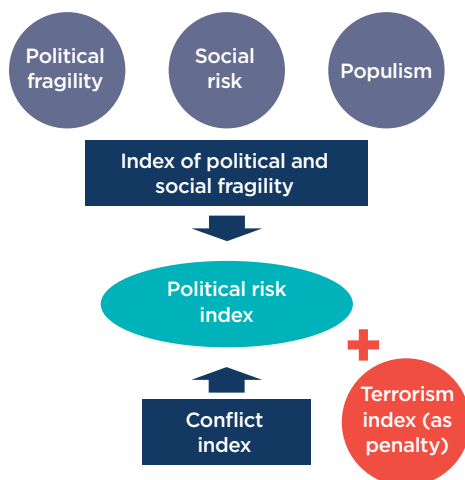 Political
fragility
Social
risk
Populism
Index of political and
social fragility
Political risk
index
Conflict
index
Terrorism
index (as
penalty)